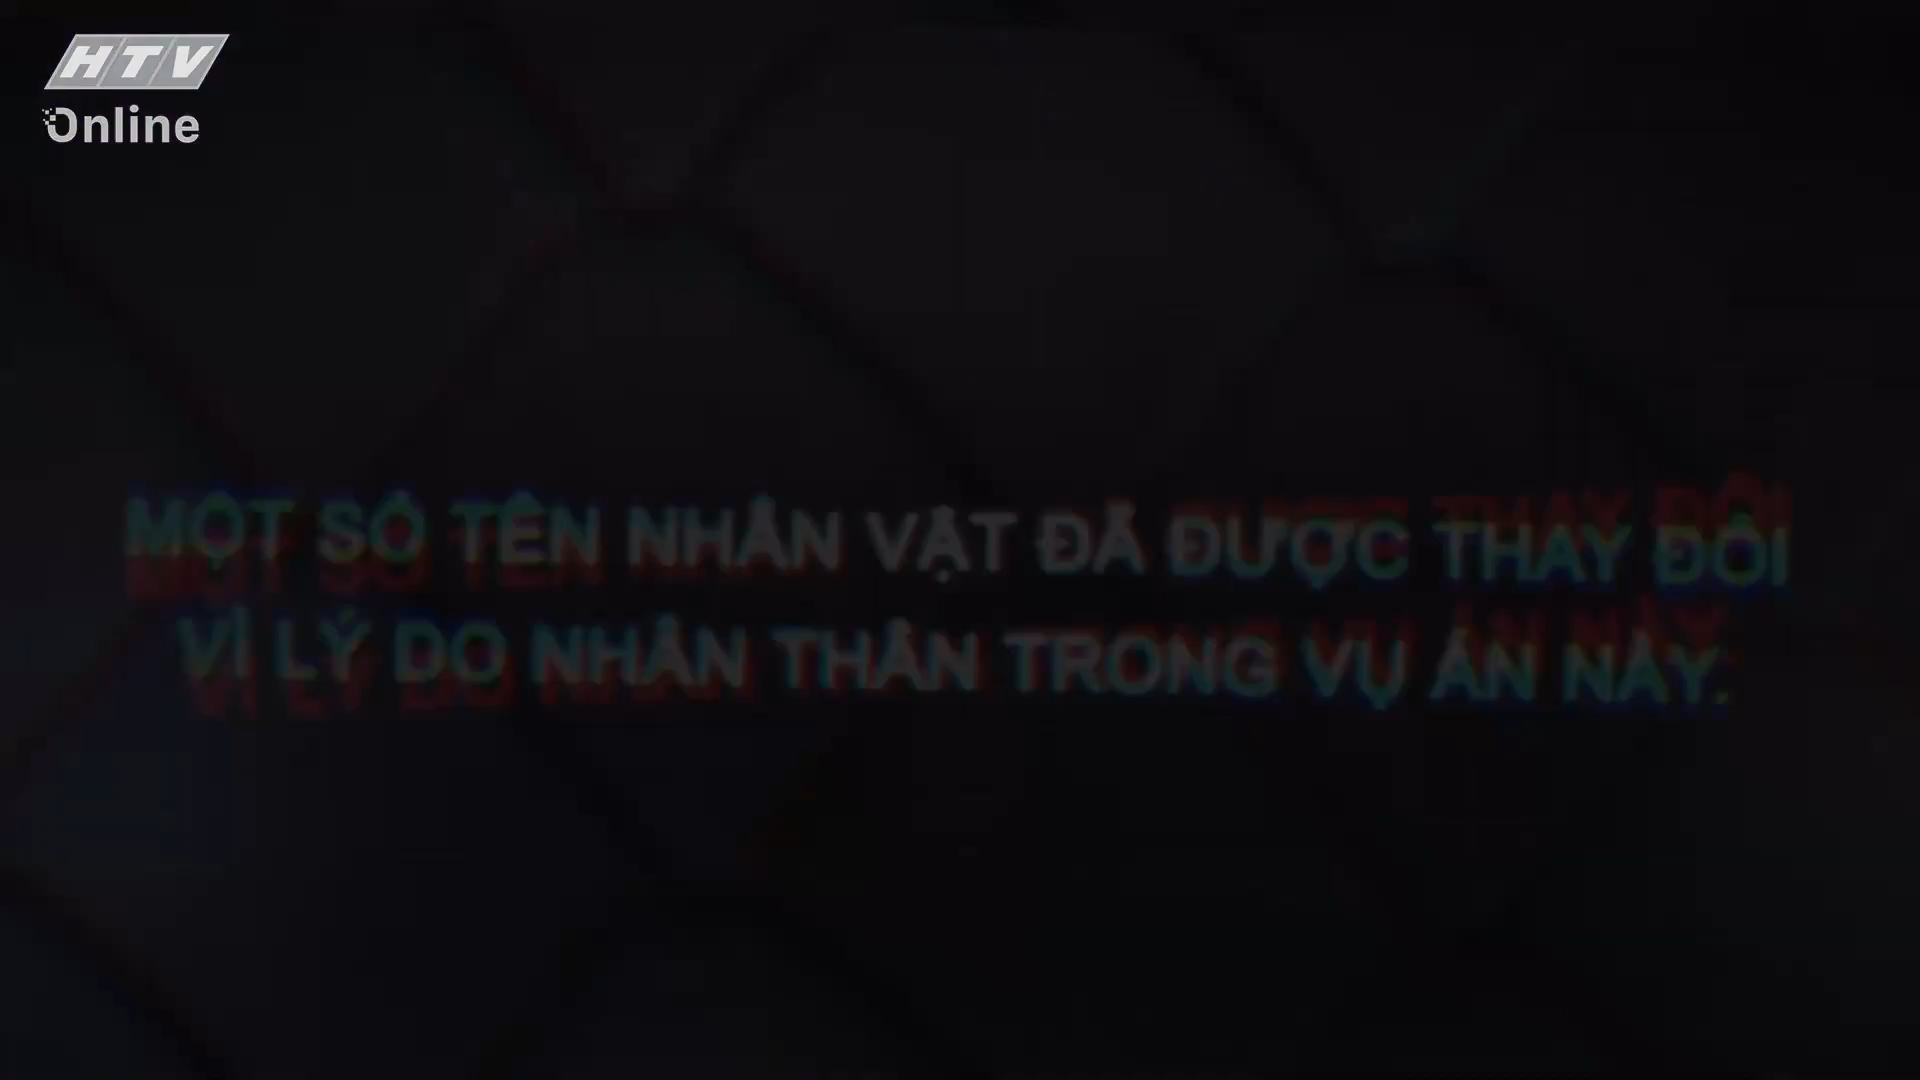 HTV
Online
MỘT SỐ TÊN NHÂN VẬT ĐÃ ĐƯỢC THAY ĐỔI
VÌ LÝ DO NHÂN THÂN TRONG VỤ ÁN NÀY.